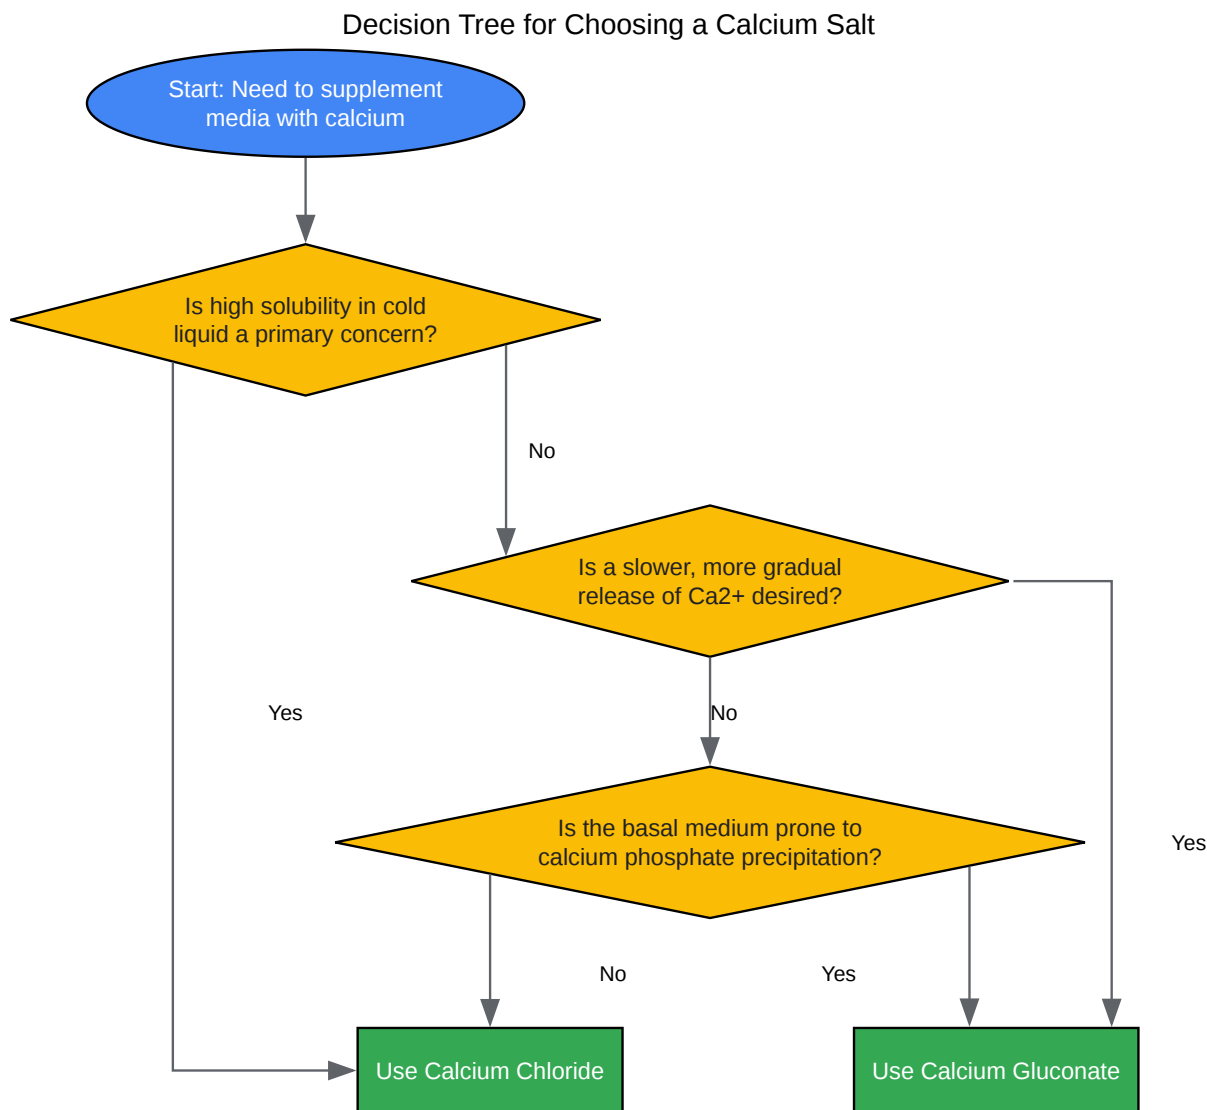 Decision Tree for Choosing a Calcium Salt
Start: Need to supplement
media with calcium
Is high solubility in cold
liquid a primary concern?
No
Is a slower, more gradual
release of Ca2+ desired?
Yes
No
Is the basal medium prone to
calcium phosphate precipitation?
Yes
No
Yes
Use Calcium Chloride
Use Calcium Gluconate